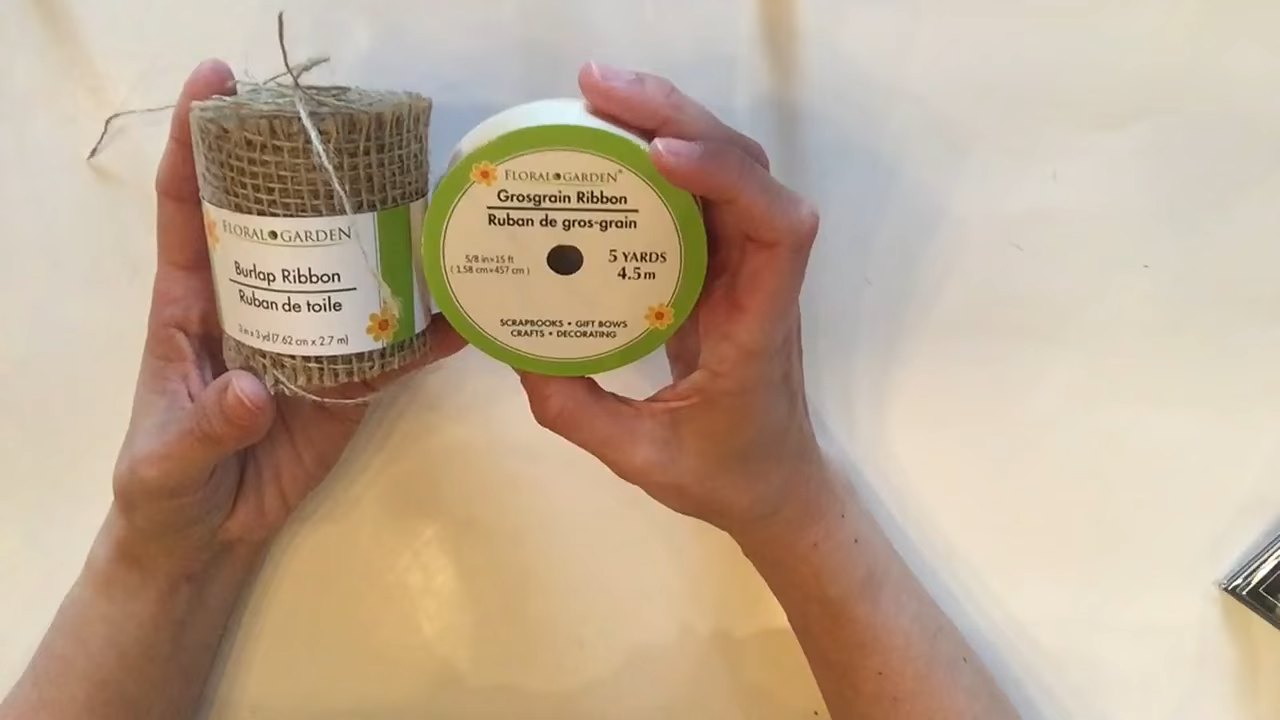 FLORAL GARDEN
Burlap Ribbon
Ruban de toile
3 in x 3 yd (7.62 cm x 2.7 m)
FLORAL GARDEN®
Grosgrain Ribbon
Ruban de gros-grain
5/8 in×15 ft
(1.58 cm×457 cm)
5 YARDS
4.5 m
SCRAPBOOKS • GIFT BOWS
CRAFTS • DECORATING